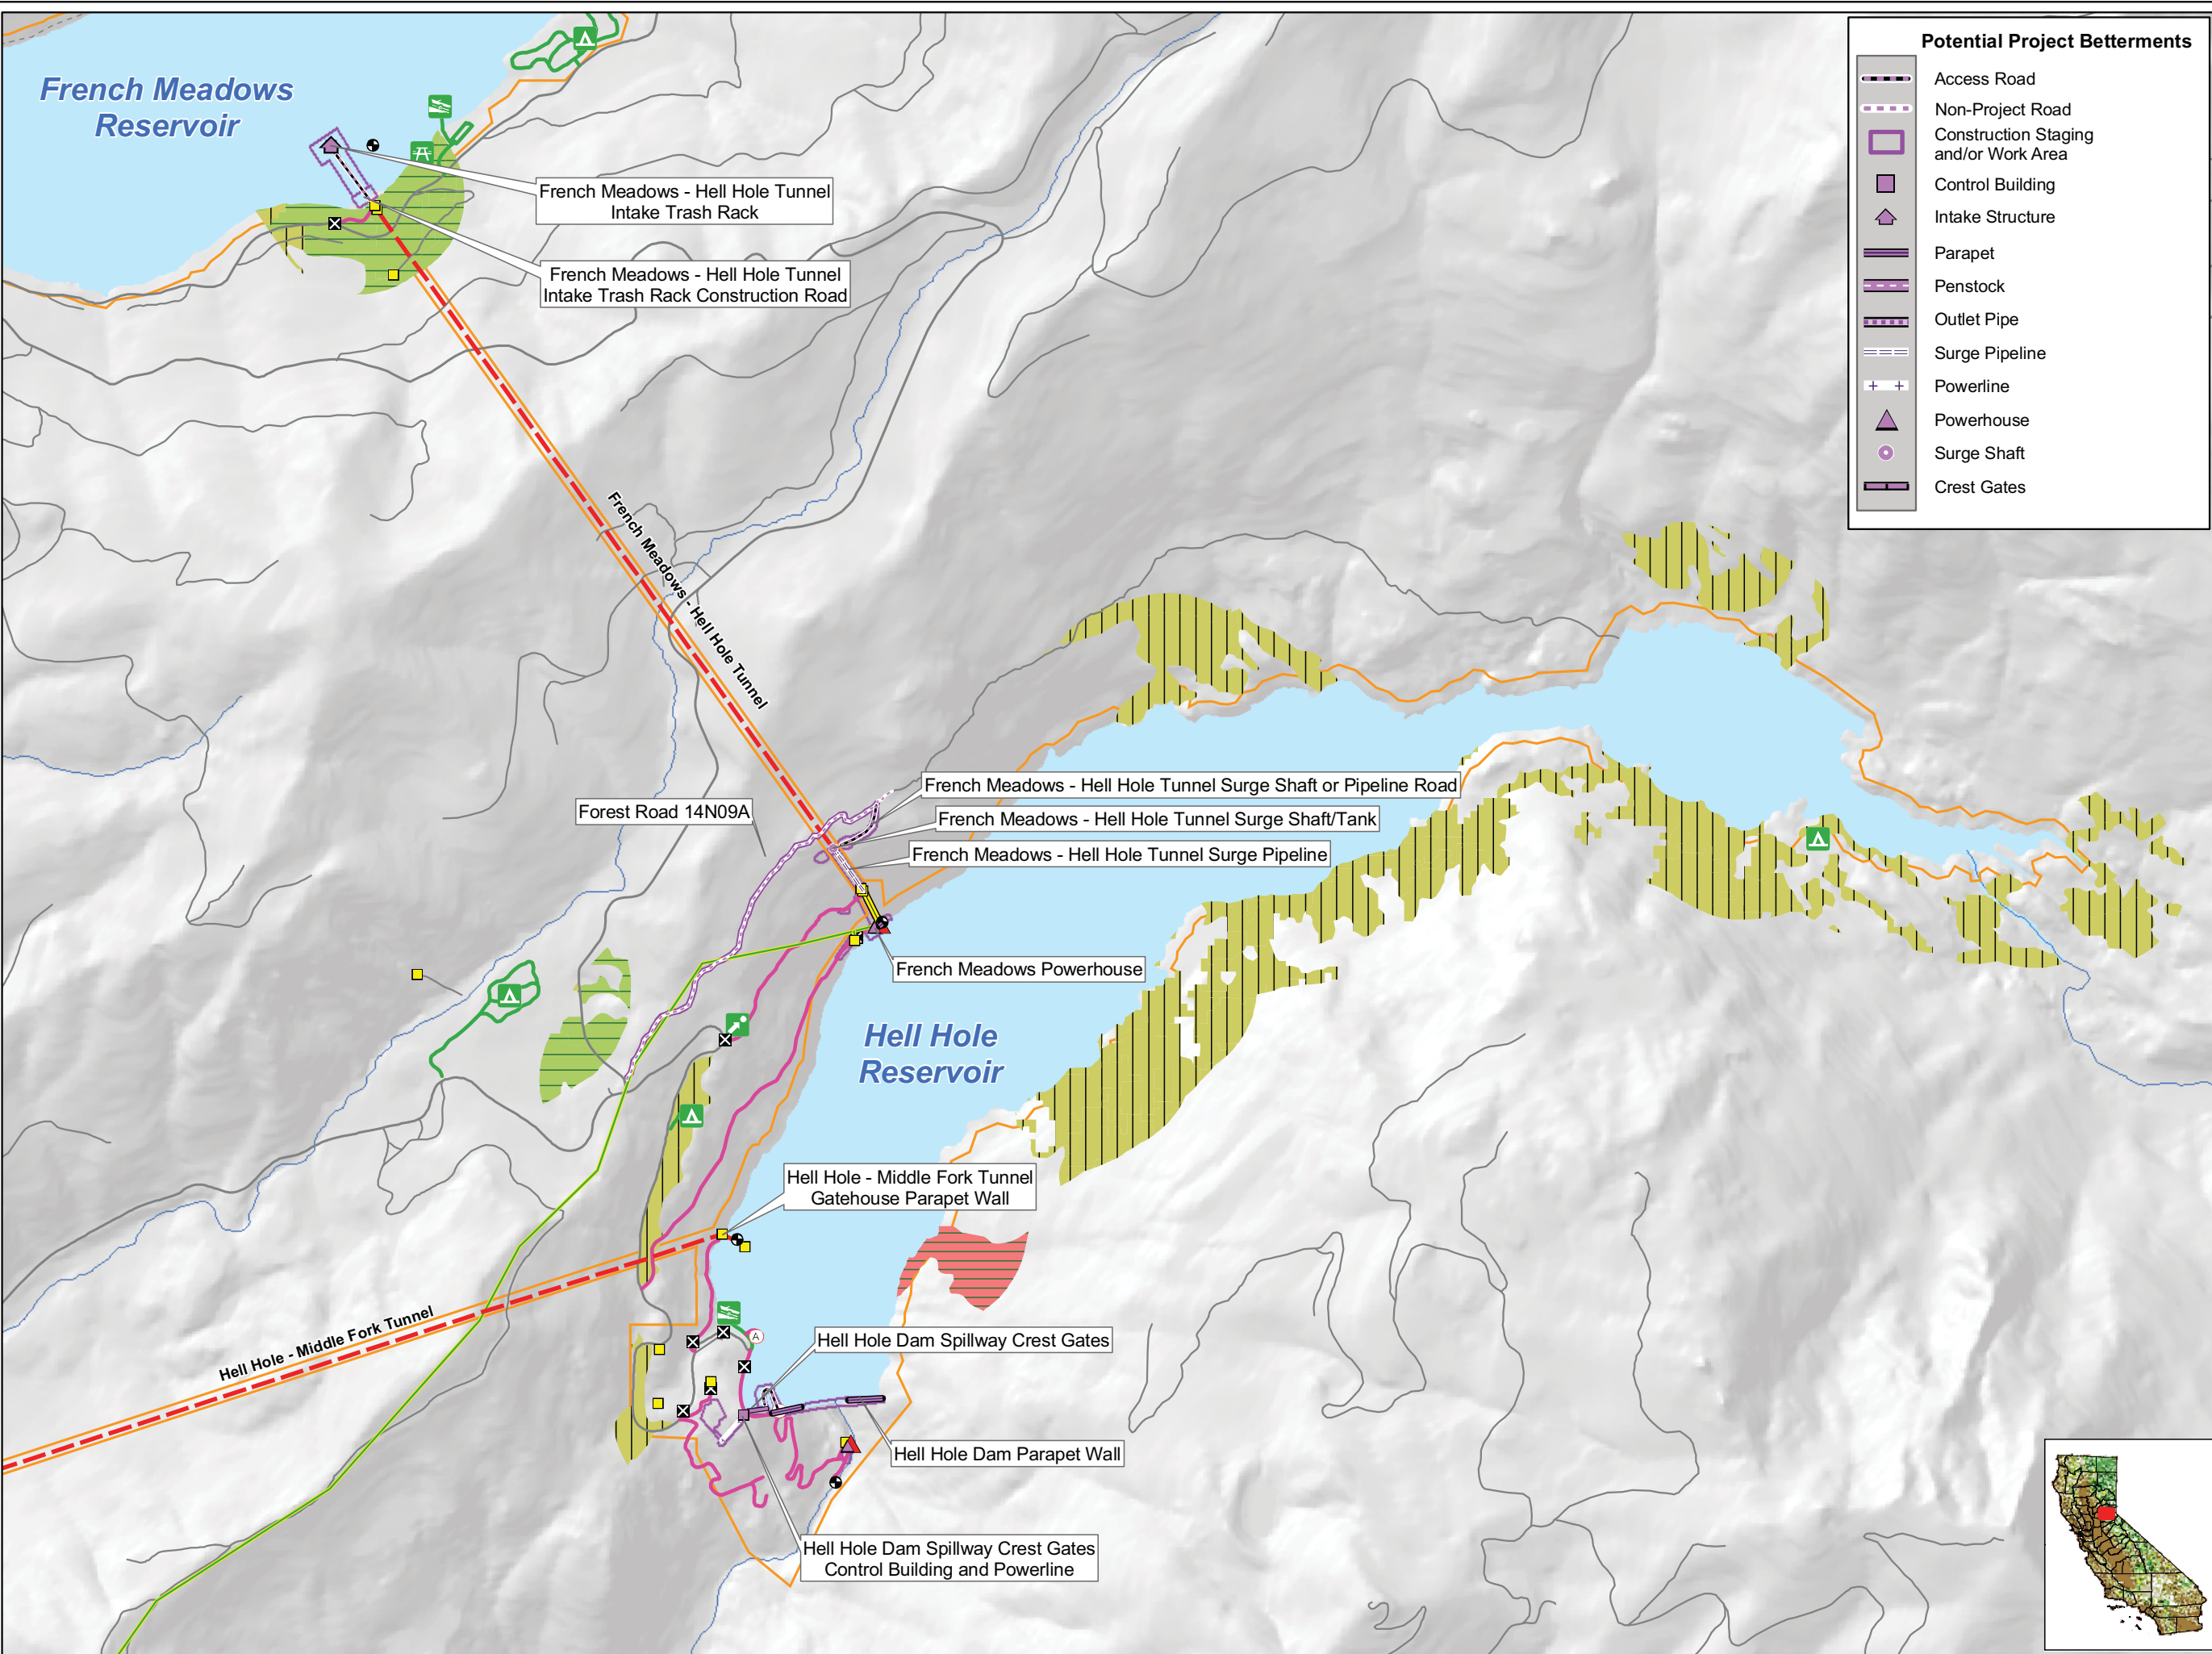 French Meadows
Reservoir
French Meadows - Hell Hole Tunnel
Intake Trash Rack
French Meadows - Hell Hole Tunnel
Intake Trash Rack Construction Road
French Meadows - Hell Hole Tunnel
French Meadows - Hell Hole Tunnel Surge Shaft or Pipeline Road
Forest Road 14N09A
French Meadows - Hell Hole Tunnel Surge Shaft/Tank
French Meadows - Hell Hole Tunnel Surge Pipeline
French Meadows Powerhouse
Hell Hole
Reservoir
Hell Hole - Middle Fork Tunnel
Gatehouse Parapet Wall
Hell Hole - Middle Fork Tunnel
A
Hell Hole Dam Spillway Crest Gates
Hell Hole Dam Parapet Wall
Hell Hole Dam Spillway Crest Gates
Control Building and Powerline
Potential Project Betterments
Access Road
Non-Project Road
Construction Staging
and/or Work Area
Control Building
Intake Structure
Parapet
Penstock
Outlet Pipe
Surge Pipeline
Powerline
Powerhouse
Surge Shaft
Crest Gates